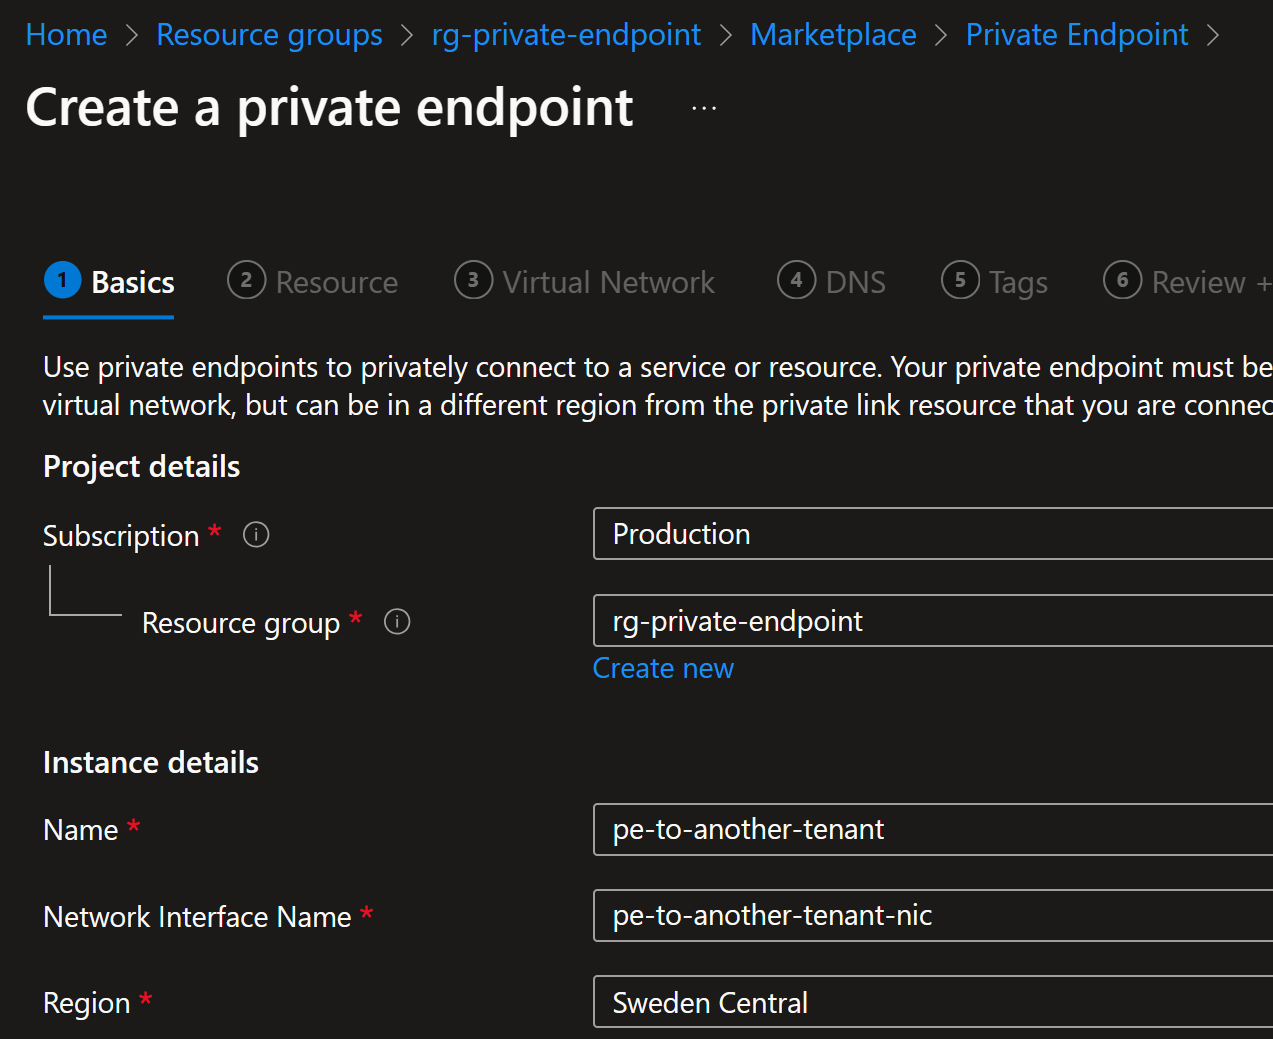 Home > Resource groups > rg-private-endpoint > Marketplace > Private Endpoint >
Create a private endpoint ...
1 Basics 2 Resource 3 Virtual Network 4 DNS 5 Tags 6 Review +
Use private endpoints to privately connect to a service or resource. Your private endpoint must be
virtual network, but can be in a different region from the private link resource that you are connec
Project details
Subscription * Production
Resource group * rg-private-endpoint
Create new
Instance details
Name * pe-to-another-tenant
Network Interface Name * pe-to-another-tenant-nic
Region * Sweden Central